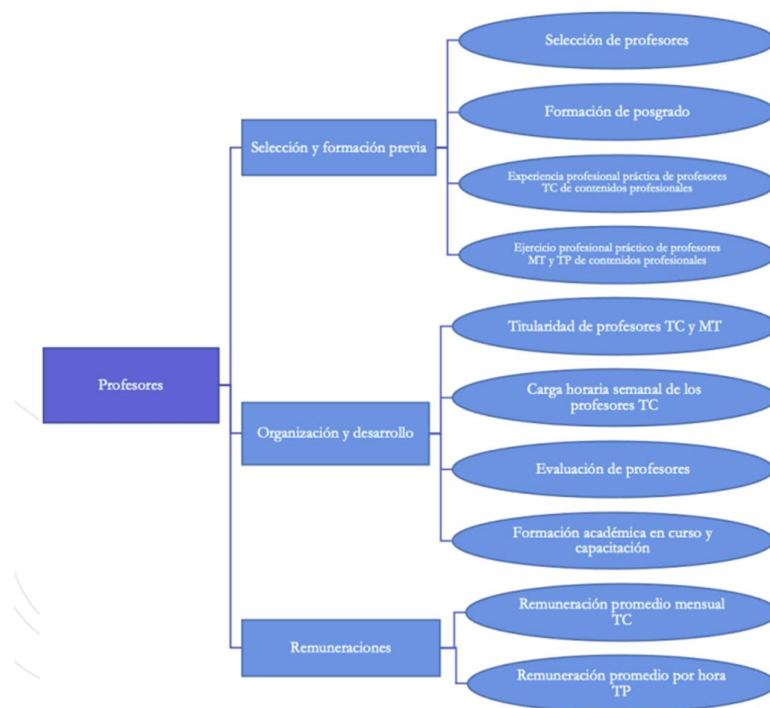 Profesores
Selección y formación previa
Selección de profesores
Formación de posgrado
Experiencia profesional práctica de profesores
TC de contenidos profesionales
Ejercicio profesional práctico de profesores
MT y TP de contenidos profesionales
Organización y desarrollo
Titularidad de profesores TC y MT
Carga horaria semanal de los
profesores TC
Evaluación de profesores
Formación académica en curso y
capacitación
Remuneraciones
Remuneración promedio mensual
TC
Remuneración promedio por hora
TP